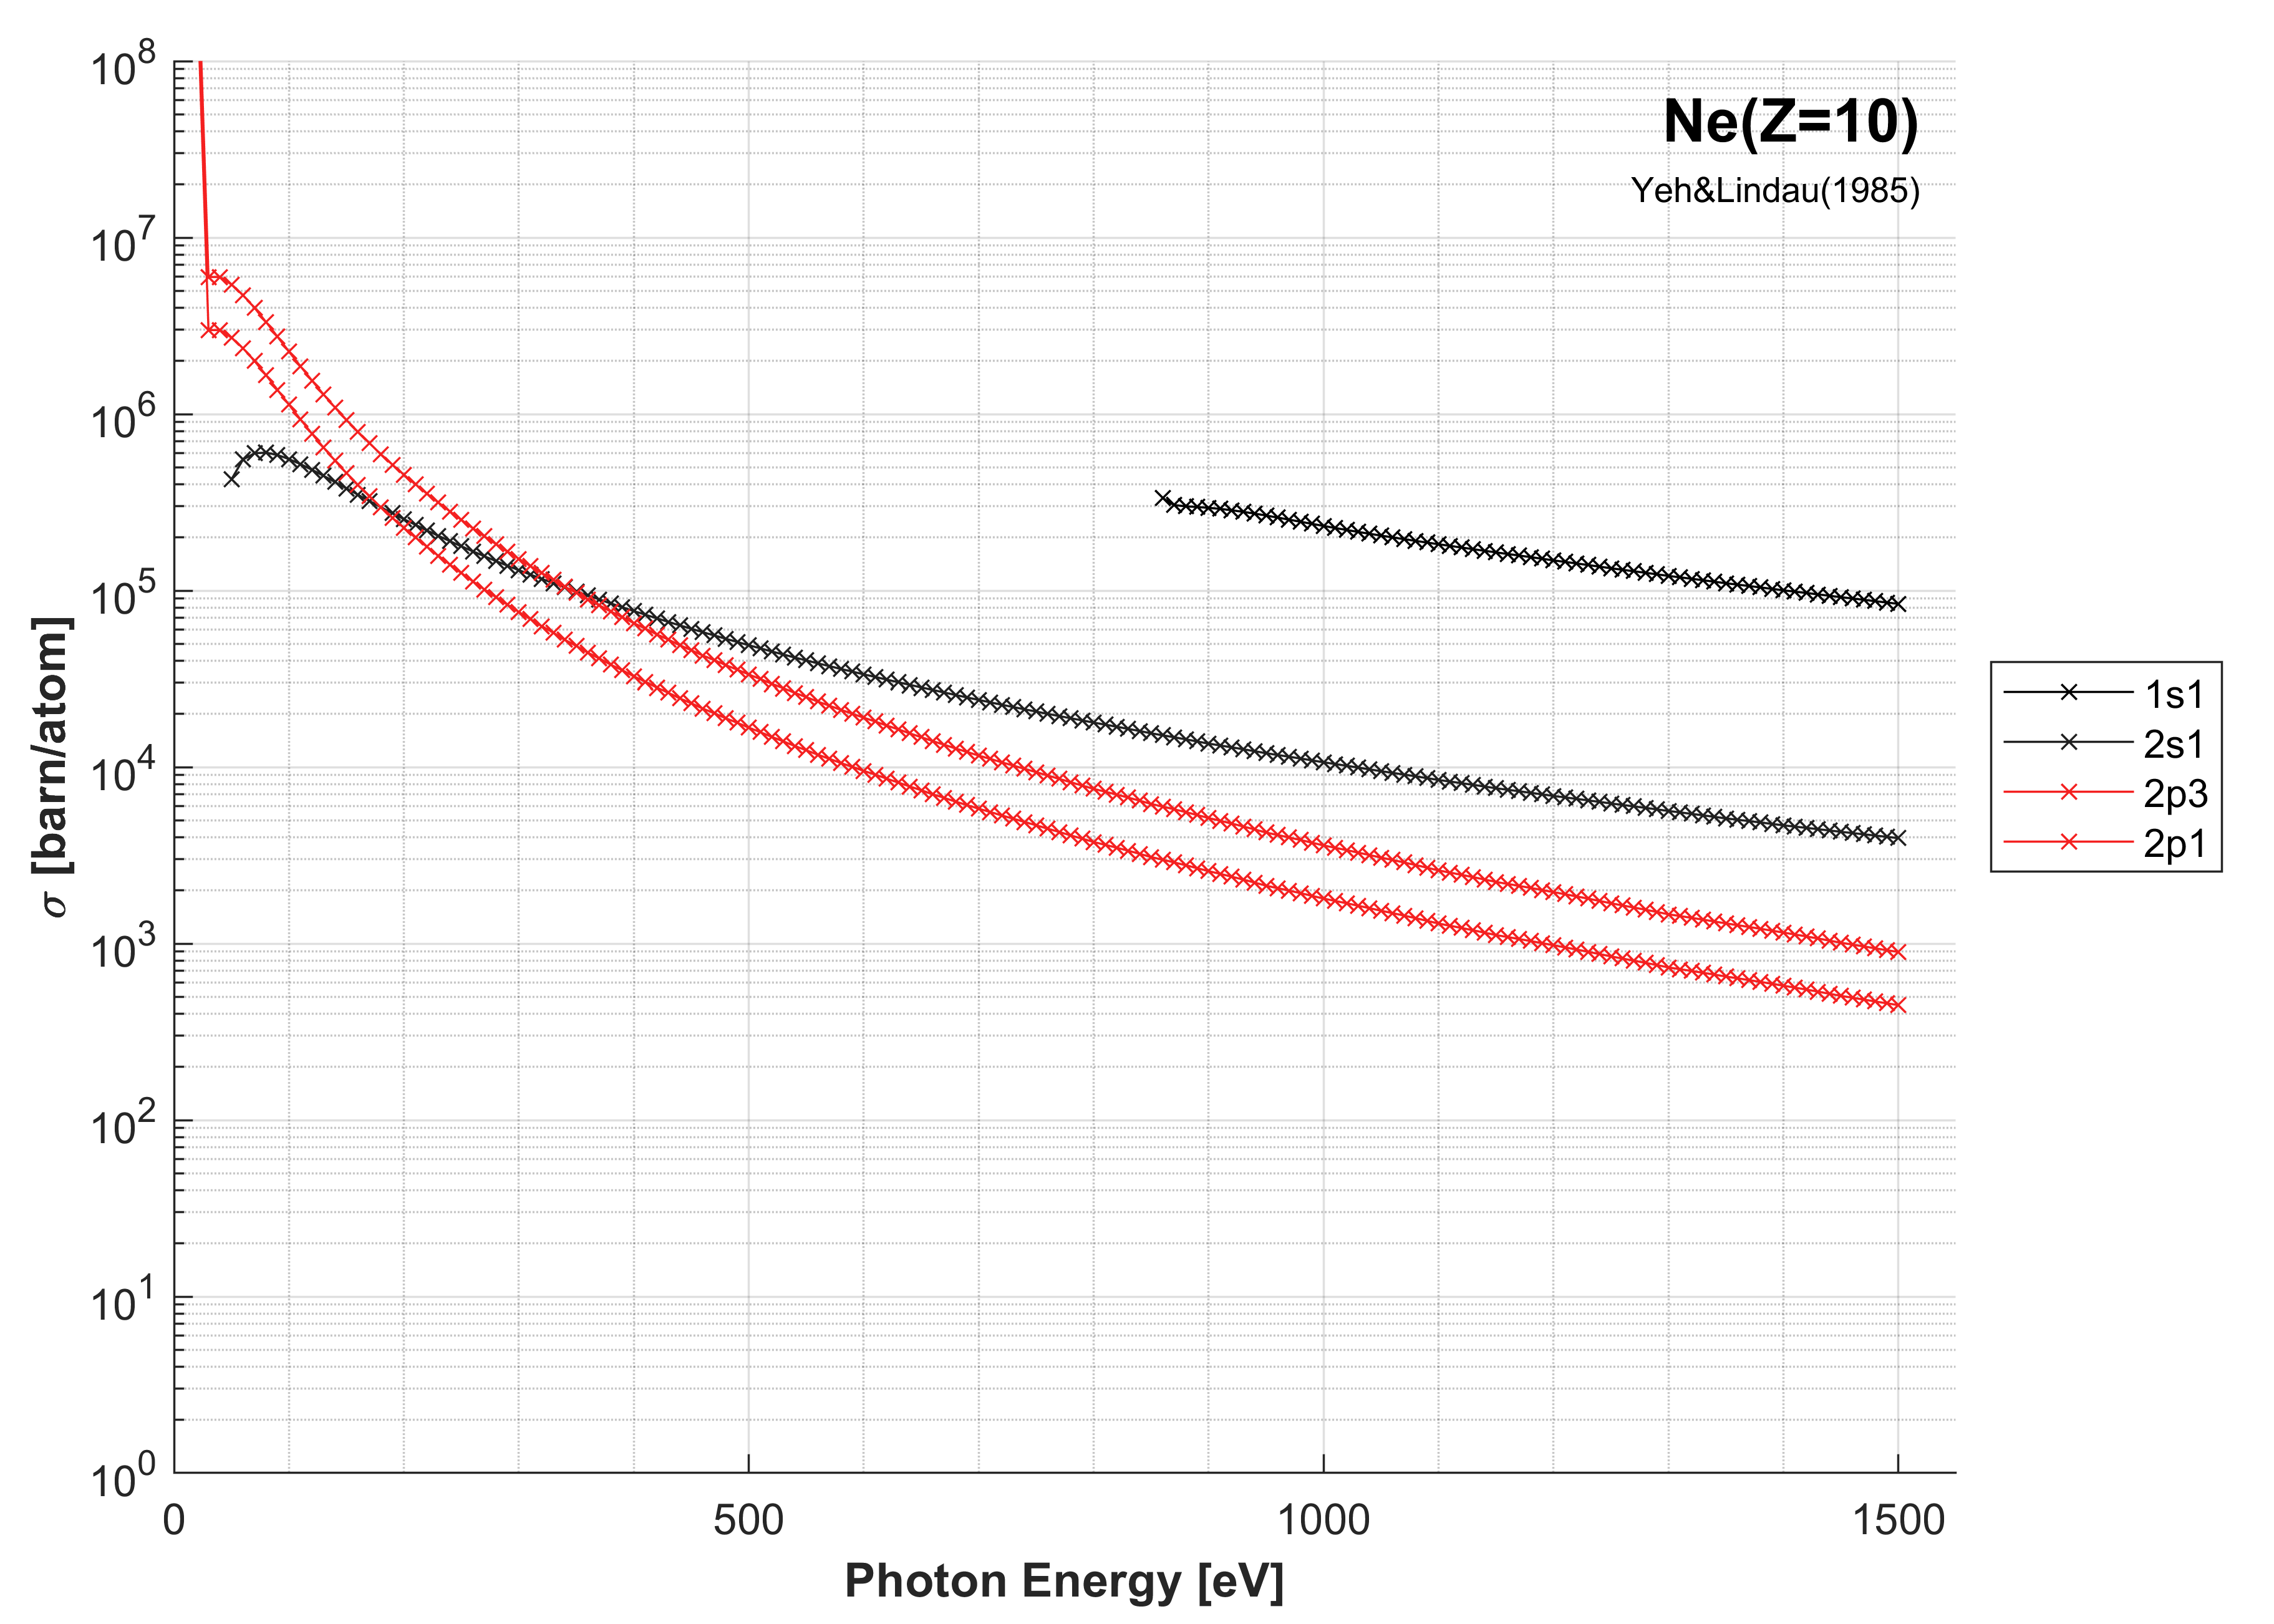 Ne(Z=10)
Yeh&Lindau(1985)
10^8
10^7
10^6
10^5
10^4
10^3
10^2
10^1
10^0
σ [barn/atom]
0 500 1000 1500
Photon Energy [eV]
1s1
2s1
2p3
2p1